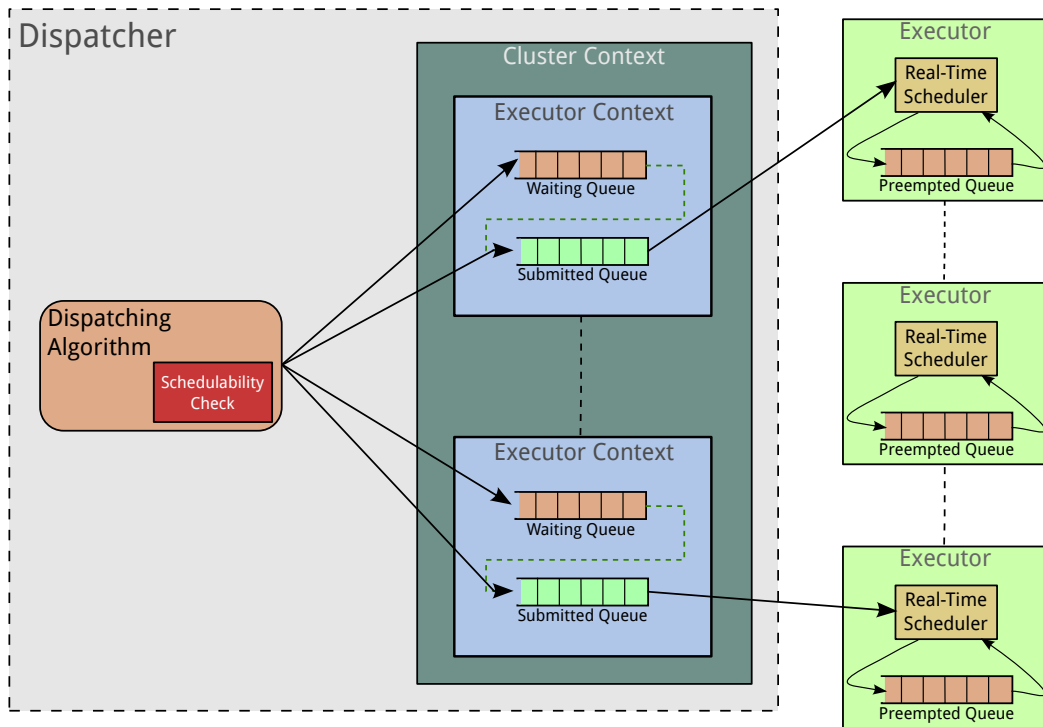 Dispatcher
Cluster Context
Executor Context
Waiting Queue
Submitted Queue
Dispatching
Algorithm
Schedulability
Check
Executor Context
Waiting Queue
Submitted Queue
Executor
Real-Time
Scheduler
Preempted Queue
Executor
Real-Time
Scheduler
Preempted Queue
Executor
Real-Time
Scheduler
Preempted Queue